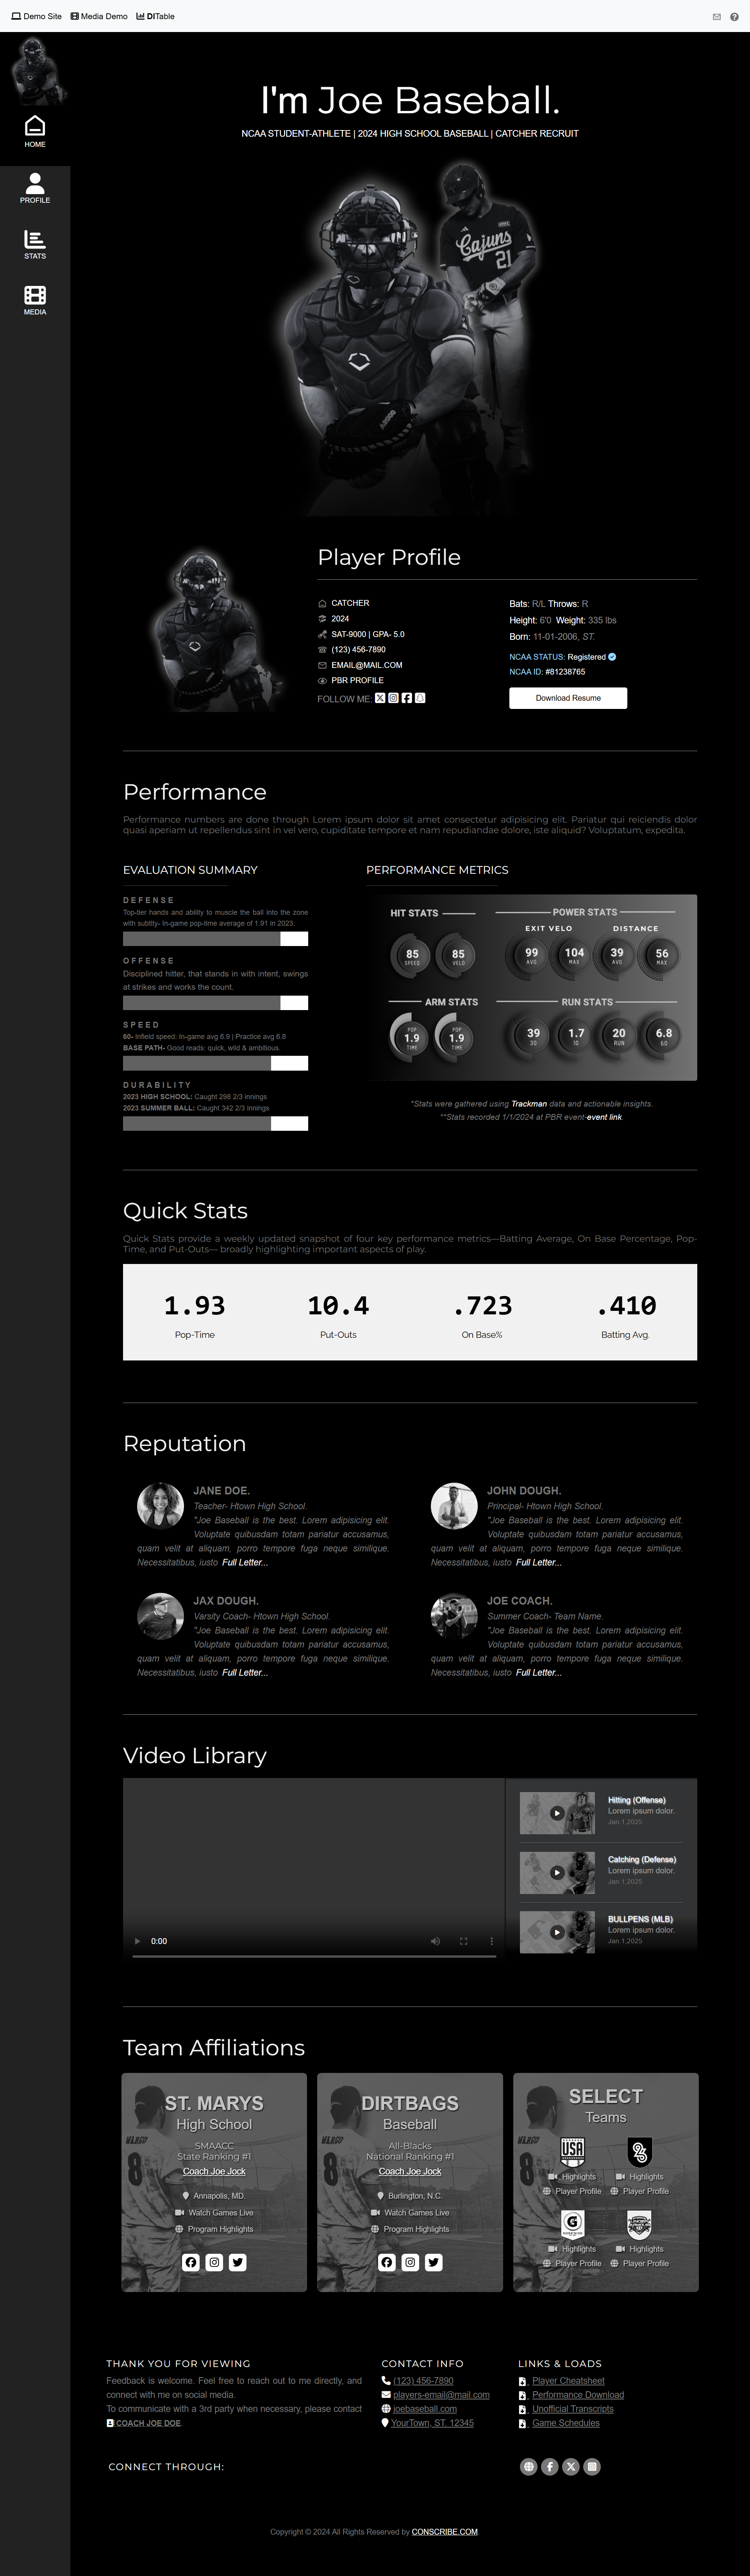 Demo Site Media Demo DITable
HOME
PROFILE
STATS
MEDIA
I'm Joe Baseball.
NCAA STUDENT-ATHLETE | 2024 HIGH SCHOOL BASEBALL | CATCHER RECRUIT
Cajuns
21
Player Profile
CATCHER
2024
SAT-9000 | GPA- 5.0
(123) 456-7890
EMAIL@MAIL.COM
PBR PROFILE
FOLLOW ME:
Bats: R/L Throws: R
Height: 6'0 Weight: 335 lbs
Born: 11-01-2006, ST.
NCAA STATUS: Registered
NCAA ID: #81238765
Download Resume
Performance
Performance numbers are done through Lorem ipsum dolor sit amet consectetur adipisicing elit. Pariatur qui reiciendis dolor
quasi aperiam ut repellendus sint in vel vero, cupiditate tempore et nam repudiandae dolore, iste aliquid? Voluptatum, expedita.
EVALUATION SUMMARY
DEFENSE
Top-tier hands and ability to muscle the ball into the zone
with subtlty- In-game pop-time average of 1.91 in 2023.
OFFENSE
Disciplined hitter, that stands in with intent, swings
at strikes and works the count.
SPEED
60- Infield speed: In-game avg 6.9 | Practice avg 6.8
BASE PATH- Good reads: quick, wild & ambitious.
DURABILITY
2023 HIGH SCHOOL: Caught 298 2/3 innings
2023 SUMMER BALL: Caught 342 2/3 innings
PERFORMANCE METRICS
HIT STATS
85 SPEED
85 VELO
POWER STATS
EXIT VELO DISTANCE
99 AVG
104 MAX
39 AVG
56 MAX
ARM STATS
POP 1.9 TIME
POP 1.9 TIME
RUN STATS
39 30
1.7 10
20 RUN
6.8 60
*Stats were gathered using Trackman data and actionable insights.
**Stats recorded 1/1/2024 at PBR event-event link.
Quick Stats
Quick Stats provide a weekly updated snapshot of four key performance metrics—Batting Average, On Base Percentage, Pop-
Time, and Put-Outs— broadly highlighting important aspects of play.
1.93 10.4 .723 .410
Pop-Time Put-Outs On Base% Batting Avg.
Reputation
JANE DOE.
Teacher- Htown High School.
"Joe Baseball is the best. Lorem adipisicing elit.
Voluptate quibusdam totam pariatur accusamus,
quam velit at aliquam, porro tempore fuga neque similique.
Necessitatibus, iusto Full Letter...
JOHN DOUGH.
Principal- Htown High School.
"Joe Baseball is the best. Lorem adipisicing elit.
Voluptate quibusdam totam pariatur accusamus,
quam velit at aliquam, porro tempore fuga neque similique.
Necessitatibus, iusto Full Letter...
JAX DOUGH.
Varsity Coach- Htown High School.
"Joe Baseball is the best. Lorem adipisicing elit.
Voluptate quibusdam totam pariatur accusamus,
quam velit at aliquam, porro tempore fuga neque similique.
Necessitatibus, iusto Full Letter...
JOE COACH.
Summer Coach- Team Name.
"Joe Baseball is the best. Lorem adipisicing elit.
Voluptate quibusdam totam pariatur accusamus,
quam velit at aliquam, porro tempore fuga neque similique.
Necessitatibus, iusto Full Letter...
Video Library
0:00
Hitting (Offense)
Lorem ipsum dolor.
Jan.1,2025
Catching (Defense)
Lorem ipsum dolor.
Jan.1,2025
BULLPENS (MLB)
Lorem ipsum dolor.
Jan.1,2025
Team Affiliations
ST. MARYS
High School
SMAACC
State Ranking #1
Coach Joe Jock
Annapolis, MD.
Watch Games Live
Program Highlights
DIRTBAGS
Baseball
All-Blacks
National Ranking #1
Coach Joe Jock
Burlington, N.C.
Watch Games Live
Program Highlights
SELECT
Teams
USA
Highlights Highlights
Player Profile Player Profile
G
Highlights Highlights
Player Profile Player Profile
THANK YOU FOR VIEWING
Feedback is welcome. Feel free to reach out to me directly, and
connect with me on social media.
To communicate with a 3rd party when necessary, please contact
COACH JOE DOE.
CONTACT INFO
(123) 456-7890
players-email@mail.com
joebaseball.com
YourTown, ST. 12345
LINKS & LOADS
Player Cheatsheet
Performance Download
Unofficial Transcripts
Game Schedules
CONNECT THROUGH:
Copyright © 2024 All Rights Reserved by CONSCRIBE.COM.